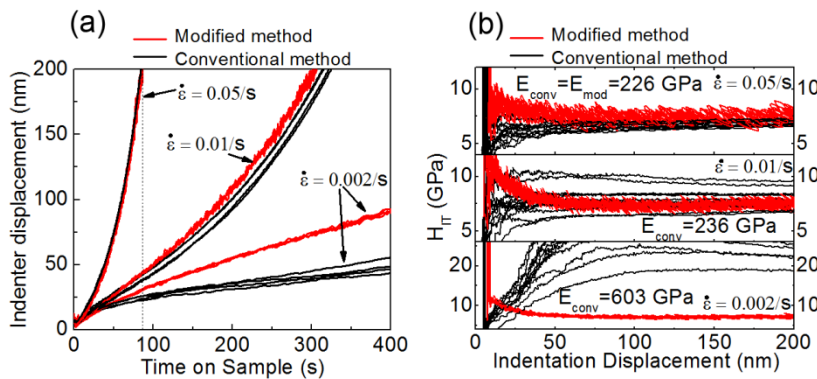 (a)
Modified method
Conventional method
Indenter displacement (nm)
200
150
100
50
0
ε̇ = 0.05/s
ε̇ = 0.01/s
ε̇ = 0.002/s
0 100 200 300 400
Time on Sample (s)
(b)
Modified method
Conventional method
H_IT (GPa)
10
5
E_conv=E_mod=226 GPa ε̇ = 0.05/s
10
5
10
5
ε̇ = 0.01/s
E_conv=236 GPa
10
5
20
10
E_conv=603 GPa ε̇ = 0.002/s
20
10
0 50 100 150 200
Indentation Displacement (nm)